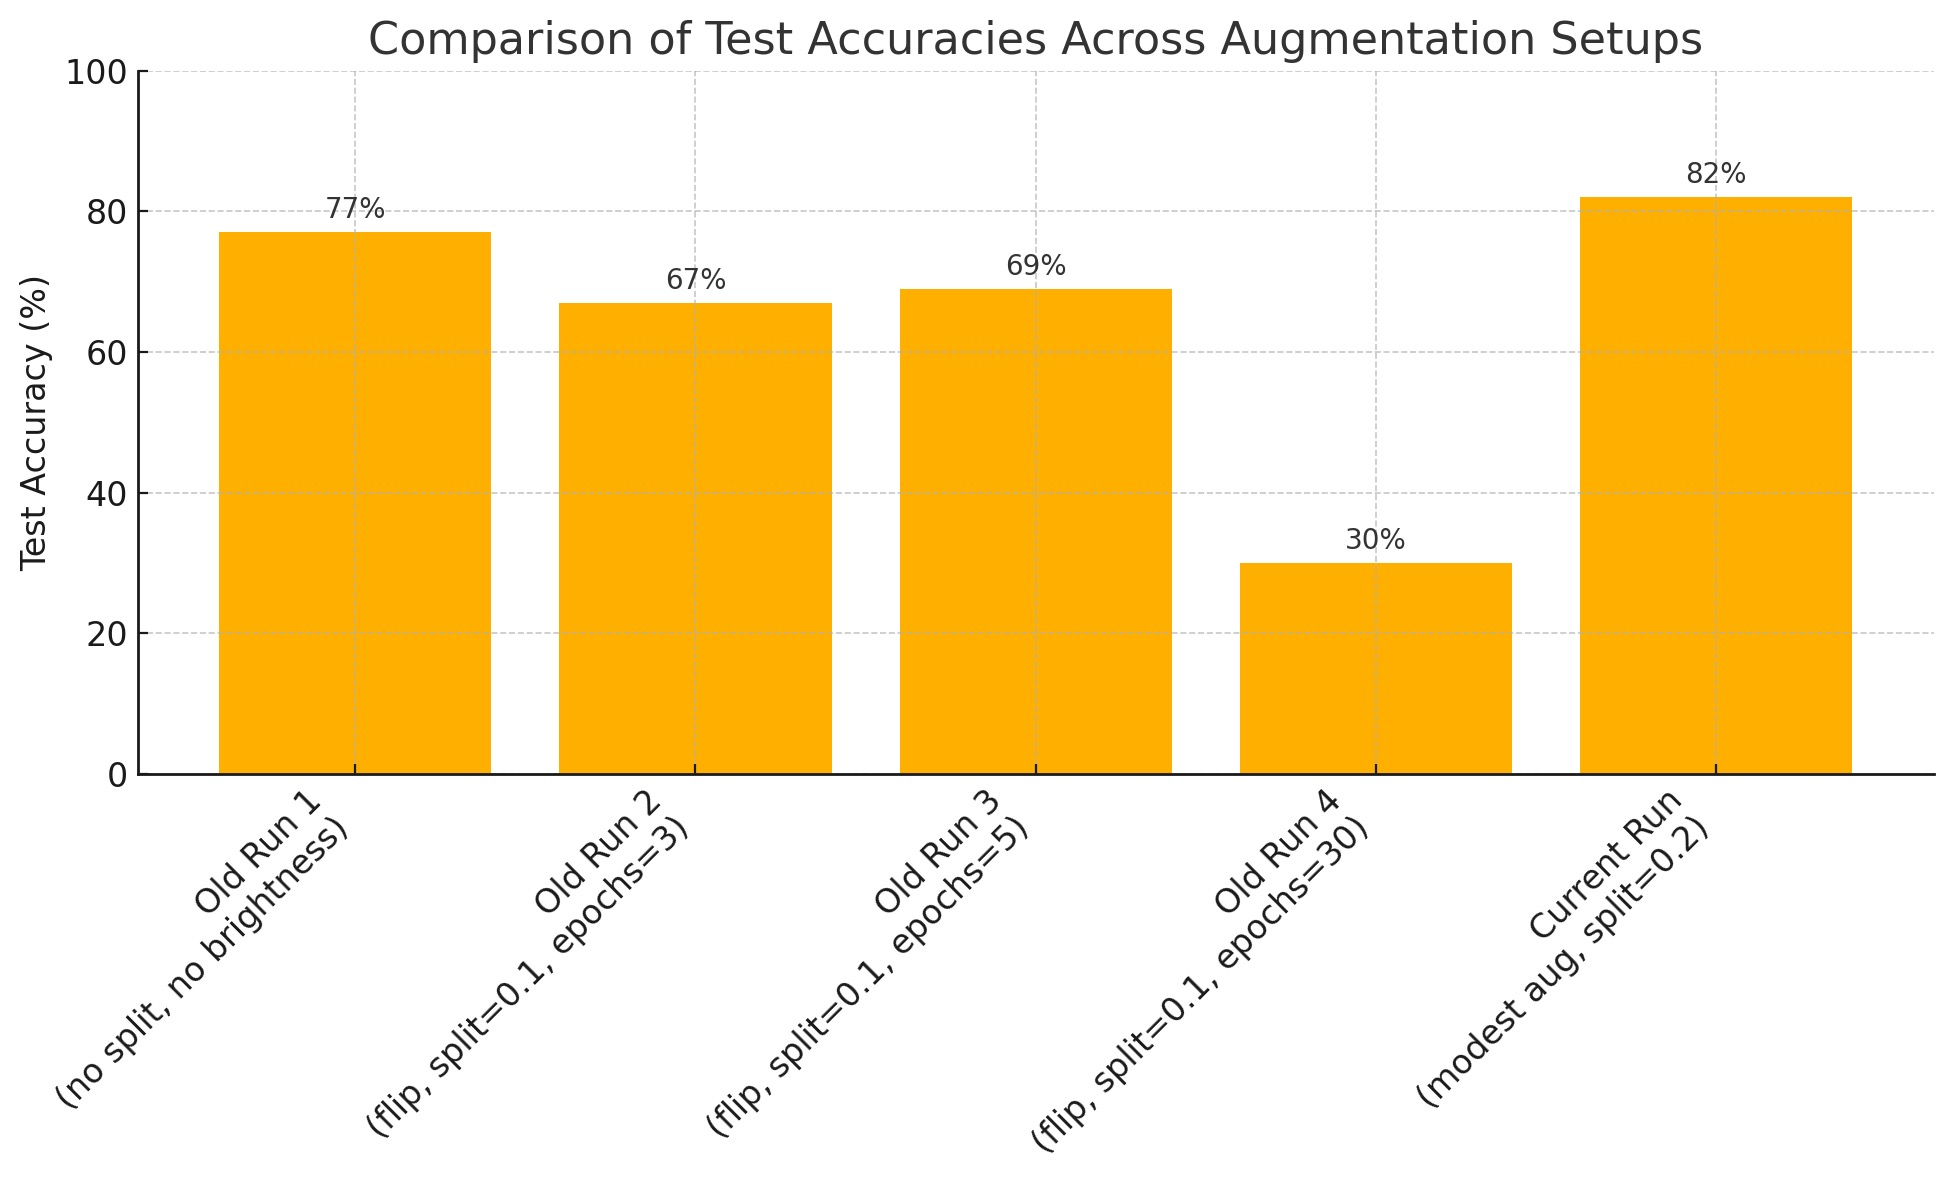 Comparison of Test Accuracies Across Augmentation Setups
Test Accuracy (%)
100
80
60
40
20
0
77%
67%
69%
30%
82%
Old Run 1
(no split, no brightness)
Old Run 2
(flip, split=0.1, epochs=3)
Old Run 3
(flip, split=0.1, epochs=5)
Old Run 4
(flip, split=0.1, epochs=30)
Current Run
(modest aug, split=0.2)